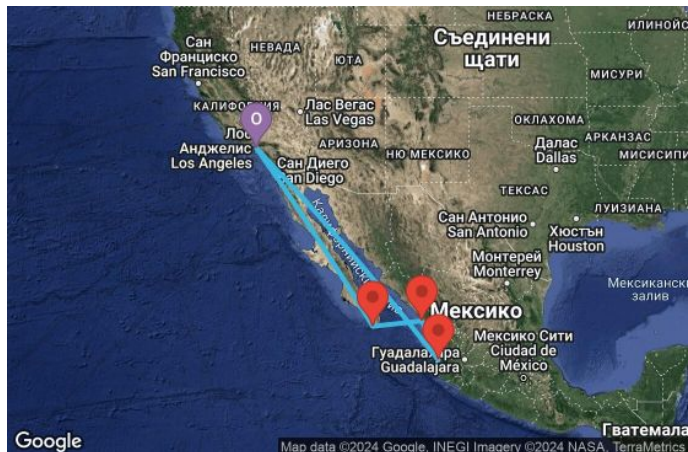 НЕБРАСКА
ИЛИНОЙС
Съединени
щати
Сан
Франциско
San Francisco
НЕВАДА
ЮТА
МИСУРИ
КАЛИФОРНИЯ
O
Лас Вегас
Las Vegas
ОКЛАХОМА
АРКАНЗАС
Лос
Анджелис
Los Angeles
АРИЗОНА
НЮ МЕКСИКО
Далас
Dallas
МИСИСИПИ
Сан Диего
San Diego
ТЕКСАС
ЛУИЗИАНА
Сан Антонио
San Antonio
Хюстън
Houston
Монтерей
Monterrey
Мексикански
залив
Мексико
Гуадалахара
Guadalajara
Мексико Сити
Ciudad de
México
Гватемала
Google
Map data ©2024 Google, INEGI Imagery ©2024 NASA, TerraMetrics